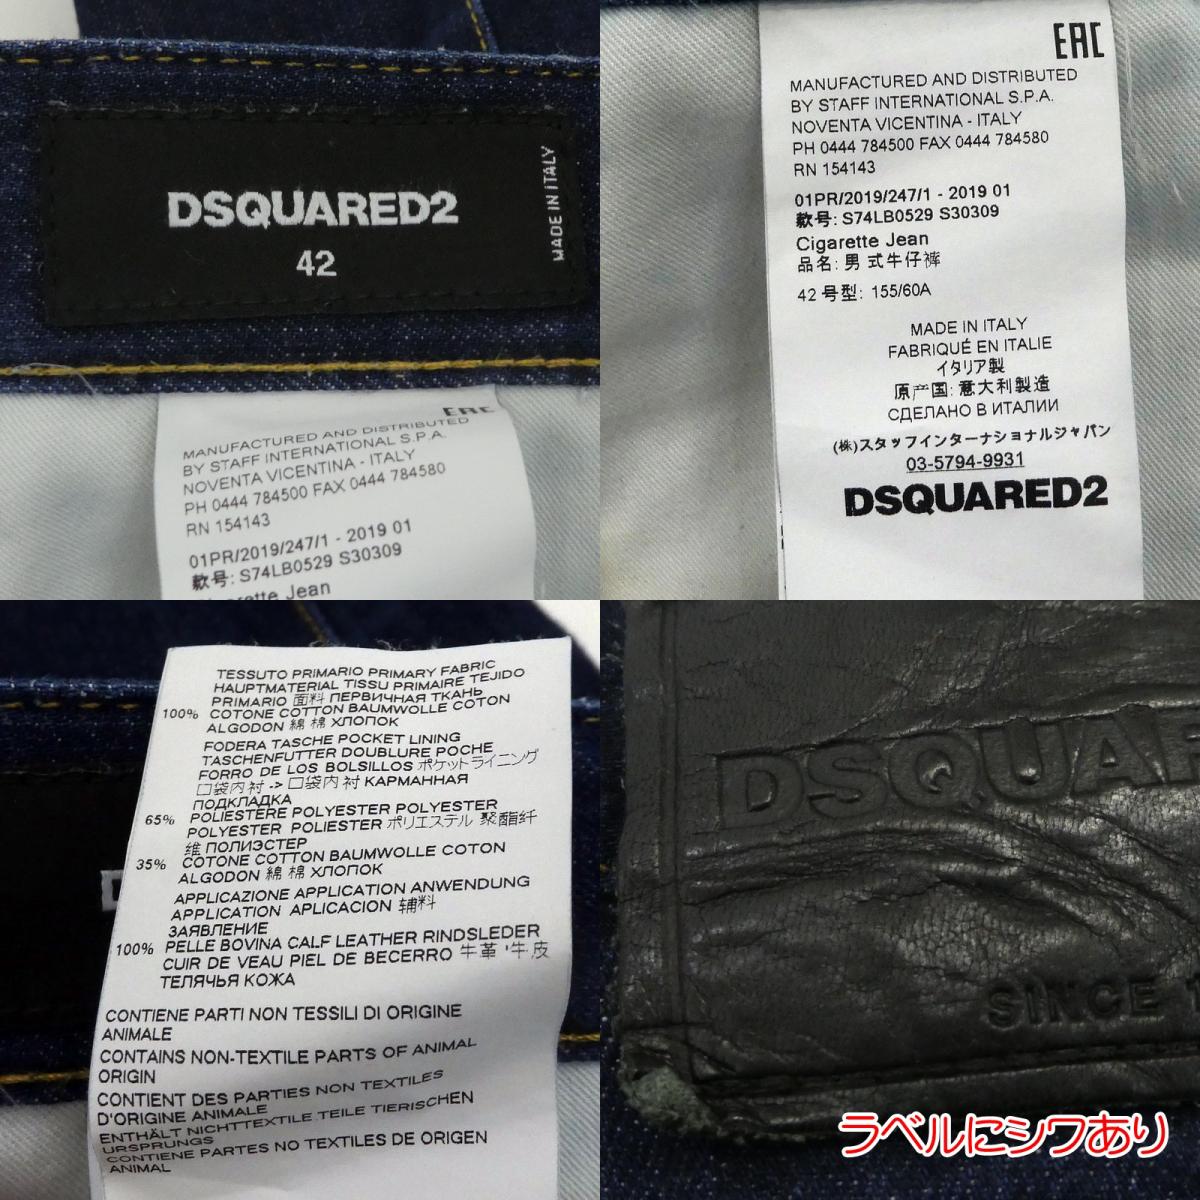 DSQUARED2
42
MADE IN ITALY
EAC
MANUFACTURED AND DISTRIBUTED
BY STAFF INTERNATIONAL S.P.A.
NOVENTA VICENTINA - ITALY
PH 0444 784500 FAX 0444 784580
RN 154143
01PR/2019/247/1 - 2019 01
款号: S74LB0529 S30309
Cigarette Jean
EAC
MANUFACTURED AND DISTRIBUTED
BY STAFF INTERNATIONAL S.P.A.
NOVENTA VICENTINA - ITALY
PH 0444 784500 FAX 0444 784580
RN 154143
01PR/2019/247/1 - 2019 01
款号: S74LB0529 S30309
Cigarette Jean
品名: 男 式牛仔裤
42 号型: 155/60A
MADE IN ITALY
FABRIQUÉ EN ITALIE
イタリア製
原产国: 意大利製造
СДЕЛАНО В ИТАЛИИ
(株)スタッフインターナショナルジャパン
03-5794-9931
DSQUARED2
TESSUTO PRIMARIO PRIMARY FABRIC
HAUPTMATERIAL TISSU PRIMAIRE TEJIDO
PRIMARIO 面料 ПЕРВИЧНАЯ ТКАНЬ
100% COTONE COTTON BAUMWOLLE COTON
ALGODON 綿 棉 ХЛОПОК
FODERA TASCHE POCKET LINING
TASCHENFUTTER DOUBLURE POCHE
FORRO DE LOS BOLSILLOS ポケットライニング
口袋内衬 -> 口袋内衬 КАРМАННАЯ
ПОДКЛАДКА
65% POLIESTERE POLYESTER POLYESTER
POLYESTER POLIESTER ポリエステル 聚酯纤
维 ПОЛИЭСТЕР
35% COTONE COTTON BAUMWOLLE COTON
ALGODON 綿 棉 ХЛОПОК
APPLICAZIONE APPLICATION ANWENDUNG
APPLICATION APLICACION 辅料
ЗАЯВЛЕНИЕ
100% PELLE BOVINA CALF LEATHER RINDSLEDER
CUIR DE VEAU PIEL DE BECERRO 牛革 '牛皮
ТЕЛЯЧЬЯ КОЖА
CONTIENE PARTI NON TESSILI DI ORIGINE
ANIMALE
CONTAINS NON-TEXTILE PARTS OF ANIMAL
ORIGIN
CONTIENT DES PARTIES NON TEXTILES
D'ORIGINE ANIMALE
ENTHÄLT NICHTTEXTILE TEILE TIERISCHEN
URSPRUNGS
CONTIENE PARTES NO TEXTILES DE ORIGEN
ANIMAL
DSQUAR
SINCE 1
ラベルにシワあり